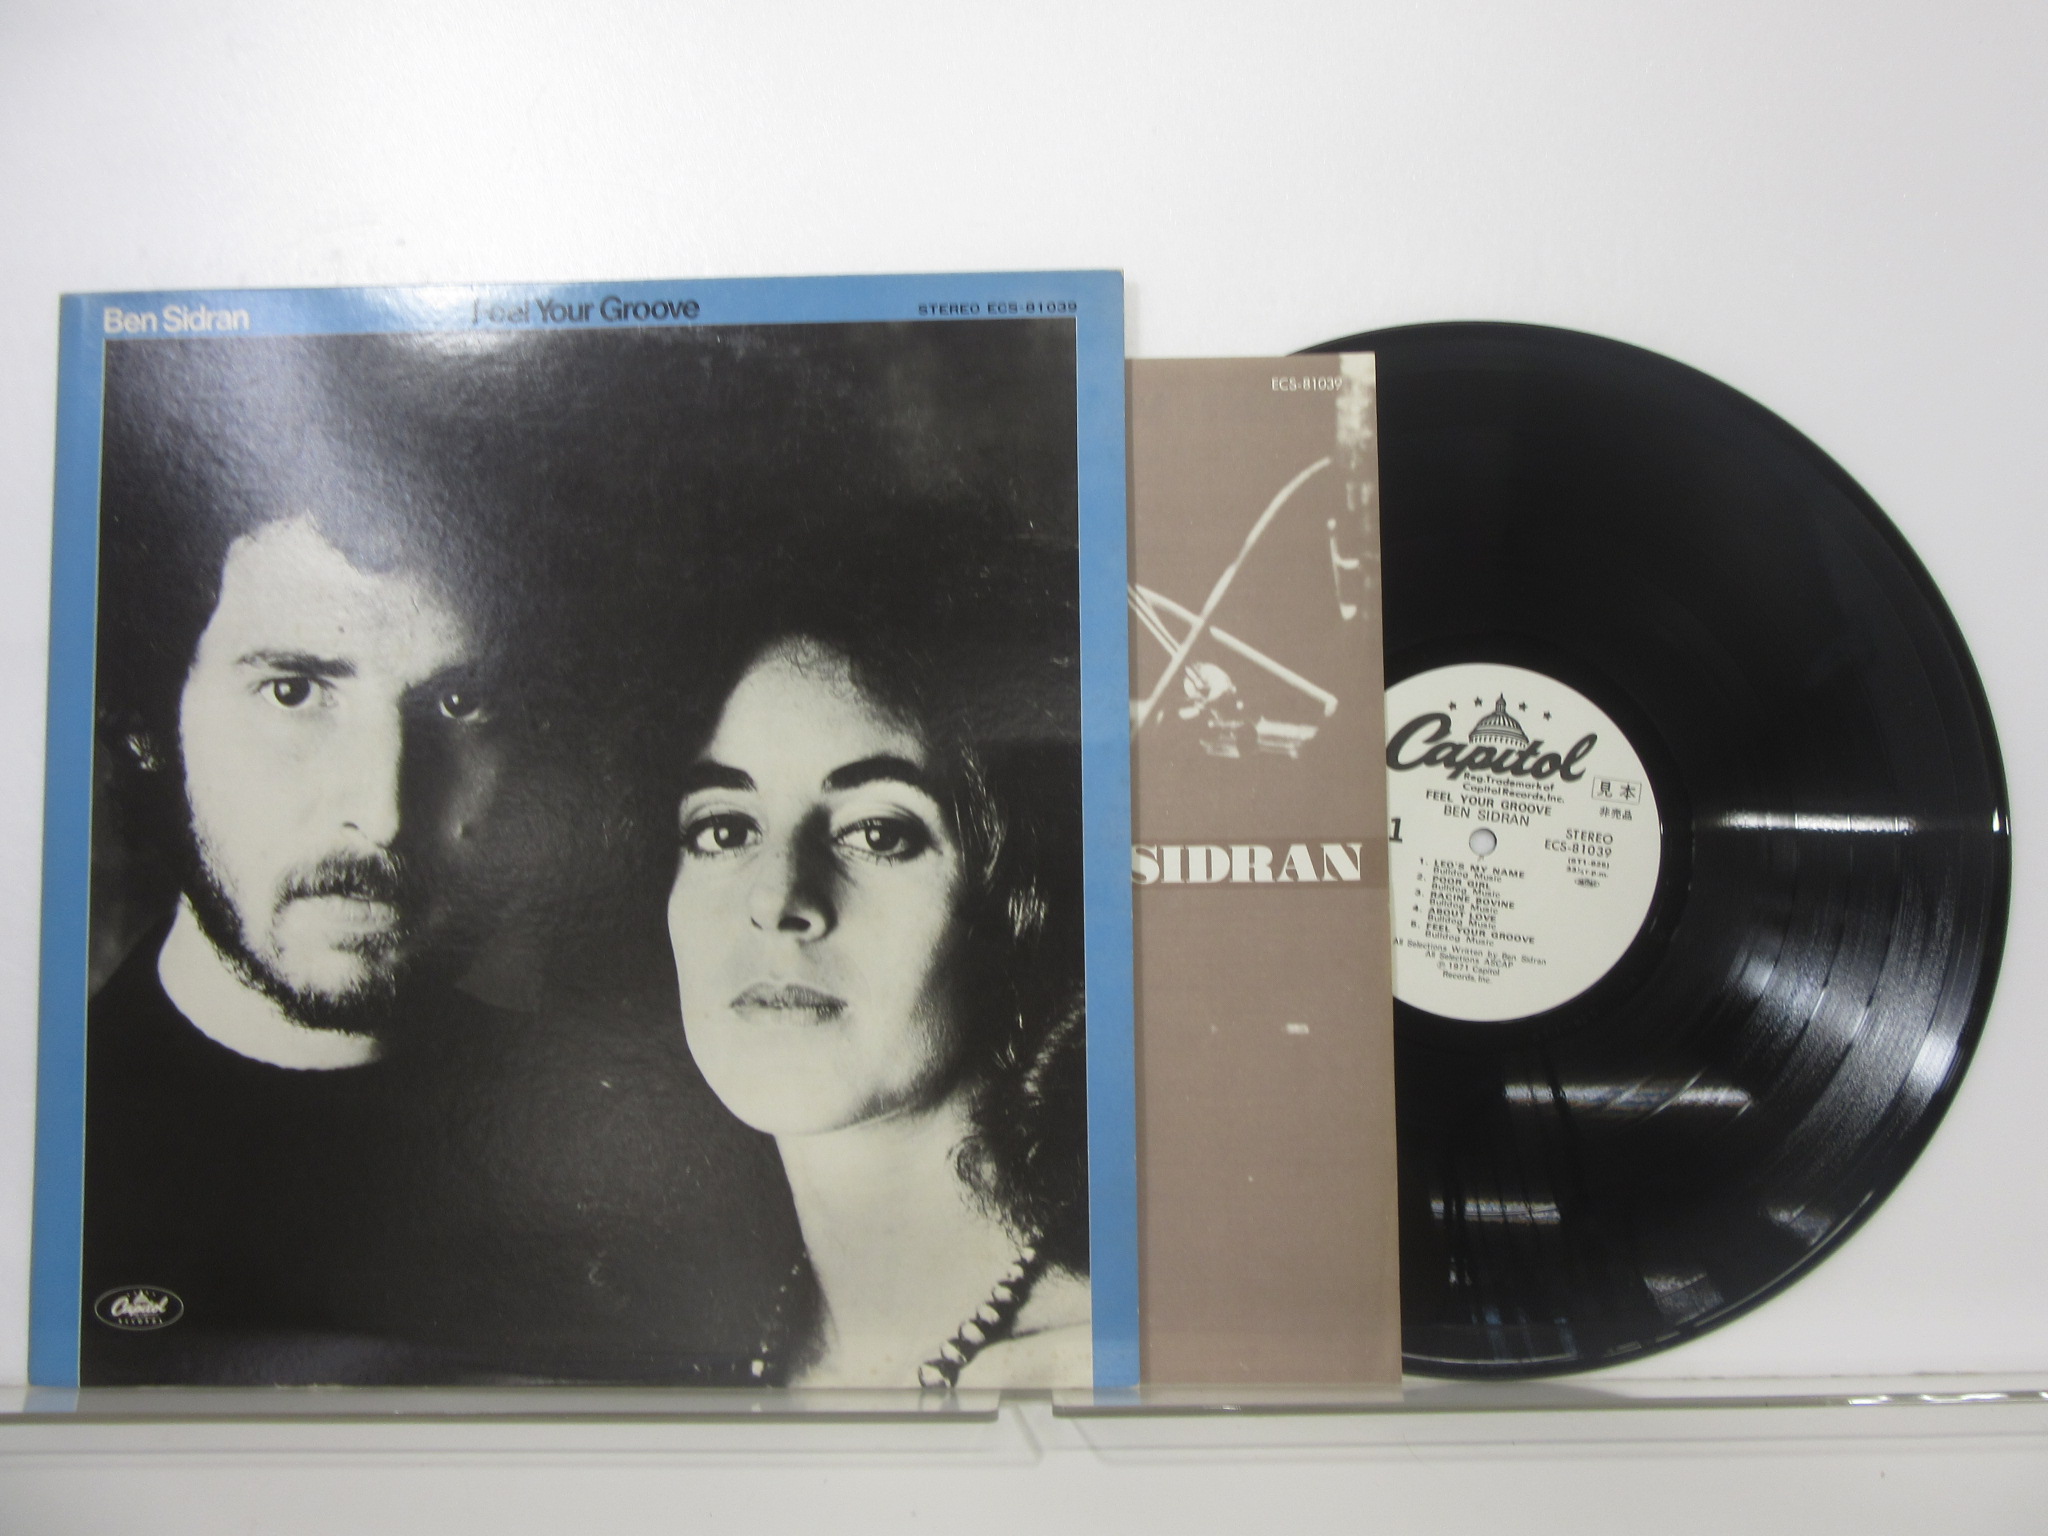 Ben Sidran
Feel Your Groove
STEREO ECS-81039
Capitol
RECORDS
ECS-81039
SIDRAN
Capitol
Reg. Trademark of
Capitol Records, Inc.
見本
非売品
FEEL YOUR GROOVE
BEN SIDRAN
1
STEREO
ECS-81039
33⅓ r.p.m.
1. LEO'S MY NAME
Bulldog Music
2. POOR GIRL
Bulldog Music
3. RACINE BOVINE
Bulldog Music
4. ABOUT LOVE
Bulldog Music
5. FEEL YOUR GROOVE
Bulldog Music
All Selections Written by Ben Sidran
All Selections ASCAP
℗ 1971 Capitol
Records, Inc.